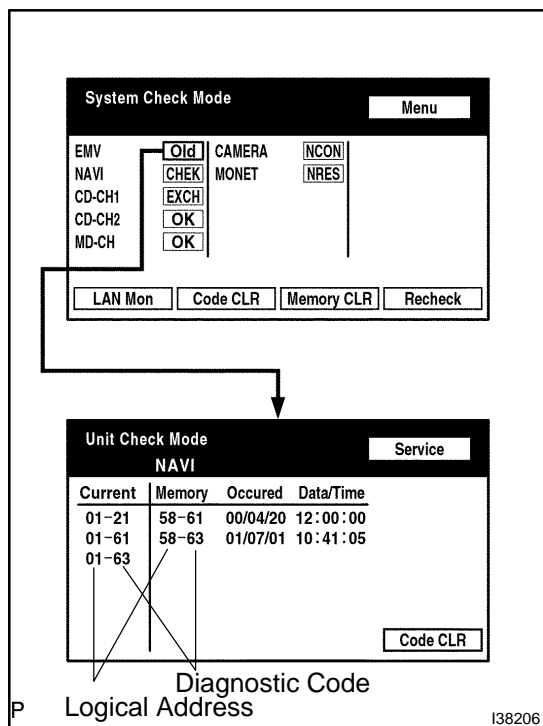 System Check Mode
Menu
EMV Old CAMERA NCON
NAVI CHEK MONET NRES
CD-CH1 EXCH
CD-CH2 OK
MD-CH OK
LAN Mon Code CLR Memory CLR Recheck
Unit Check Mode
Service
NAVI
Current Memory Occured Data/Time
01-21 58-61 00/04/20 12:00:00
01-61 58-63 01/07/01 10:41:05
01-63
Code CLR
Diagnostic Code
Logical Address
P
I38206